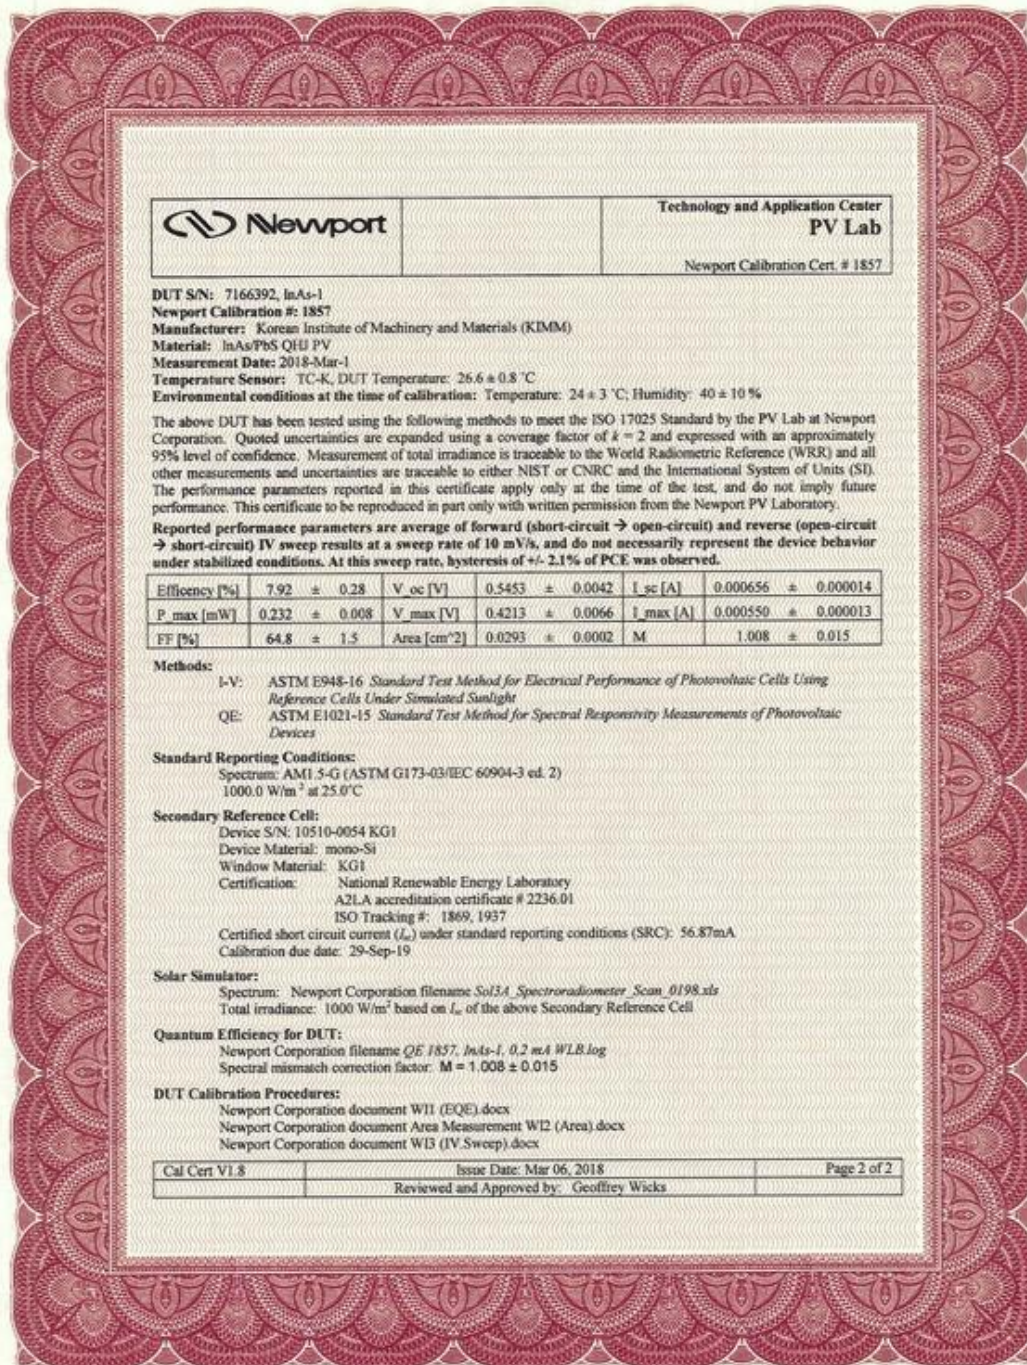 Newport
Technology and Application Center
PV Lab
Newport Calibration Cert. # 1857
DUT S/N: 7166392, InAs-1
Newport Calibration #: 1857
Manufacturer: Korean Institute of Machinery and Materials (KIMM)
Material: InAs/PbS QHJ PV
Measurement Date: 2018-Mar-1
Temperature Sensor: TC-K, DUT Temperature: 26.6 ± 0.8 °C
Environmental conditions at the time of calibration: Temperature: 24 ± 3 °C; Humidity: 40 ± 10 %
The above DUT has been tested using the following methods to meet the ISO 17025 Standard by the PV Lab at Newport
Corporation. Quoted uncertainties are expanded using a coverage factor of k = 2 and expressed with an approximately
95% level of confidence. Measurement of total irradiance is traceable to the World Radiometric Reference (WRR) and all
other measurements and uncertainties are traceable to either NIST or CNRC and the International System of Units (SI).
The performance parameters reported in this certificate apply only at the time of the test, and do not imply future
performance. This certificate to be reproduced in part only with written permission from the Newport PV Laboratory.
Reported performance parameters are average of forward (short-circuit → open-circuit) and reverse (open-circuit
→ short-circuit) IV sweep results at a sweep rate of 10 mV/s, and do not necessarily represent the device behavior
under stabilized conditions. At this sweep rate, hysteresis of +/- 2.1% of PCE was observed.
Efficency [%] 7.92 ± 0.28 V_oc [V] 0.5453 ± 0.0042 I_sc [A] 0.000656 ± 0.000014
P_max [mW] 0.232 ± 0.008 V_max [V] 0.4213 ± 0.0066 I_max [A] 0.000550 ± 0.000013
FF [%] 64.8 ± 1.5 Area [cm^2] 0.0293 ± 0.0002 M 1.008 ± 0.015
Methods:
I-V: ASTM E948-16 Standard Test Method for Electrical Performance of Photovoltaic Cells Using
Reference Cells Under Simulated Sunlight
QE: ASTM E1021-15 Standard Test Method for Spectral Responsivity Measurements of Photovoltaic
Devices
Standard Reporting Conditions:
Spectrum: AM1.5-G (ASTM G173-03/IEC 60904-3 ed. 2)
1000.0 W/m² at 25.0°C
Secondary Reference Cell:
Device S/N: 10510-0054 KG1
Device Material: mono-Si
Window Material: KG1
Certification: National Renewable Energy Laboratory
A2LA accreditation certificate # 2236.01
ISO Tracking #: 1869, 1937
Certified short circuit current (Isc) under standard reporting conditions (SRC): 56.87mA
Calibration due date: 29-Sep-19
Solar Simulator:
Spectrum: Newport Corporation filename Sol3A_Spectroradiometer_Scan_0198.xls
Total irradiance: 1000 W/m² based on Isc of the above Secondary Reference Cell
Quantum Efficiency for DUT:
Newport Corporation filename QE 1857, InAs-1, 0.2 mA WLB.log
Spectral mismatch correction factor: M = 1.008 ± 0.015
DUT Calibration Procedures:
Newport Corporation document WI1 (EQE).docx
Newport Corporation document Area Measurement WI2 (Area).docx
Newport Corporation document WI3 (IV Sweep).docx
Cal Cert V1.8 Issue Date: Mar 06, 2018 Page 2 of 2
Reviewed and Approved by: Geoffrey Wicks